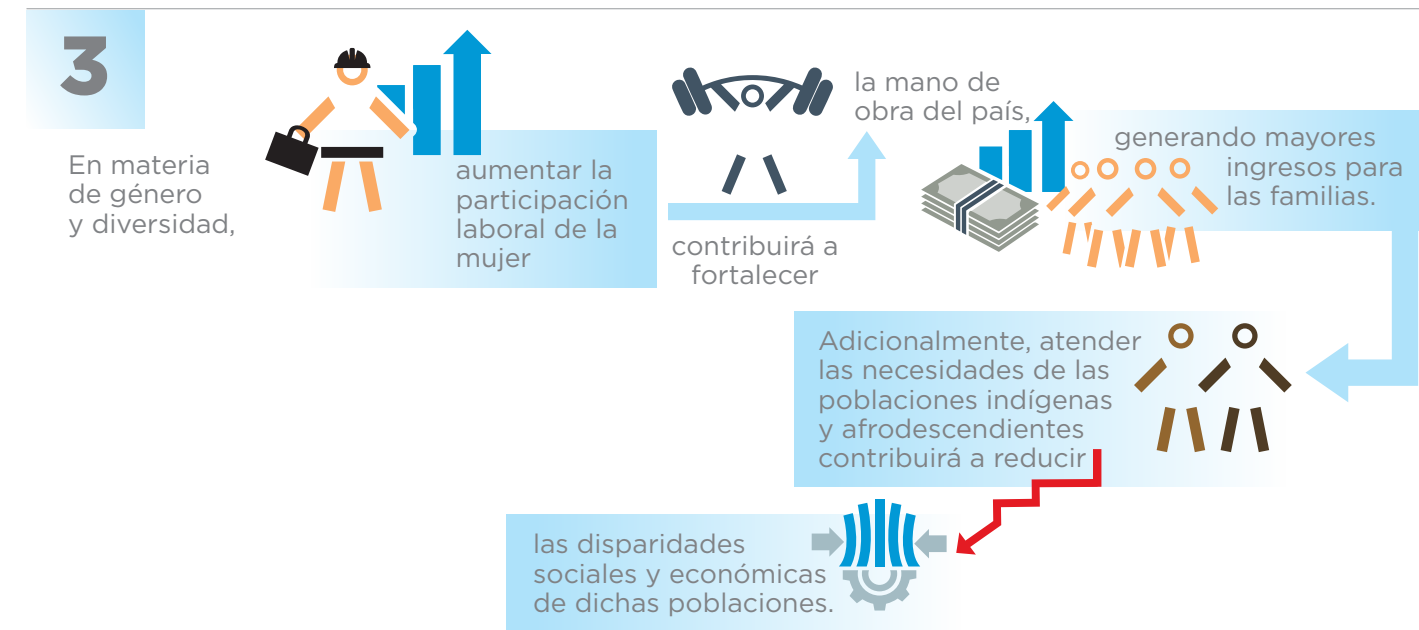 3
En materia
de género
y diversidad,
aumentar la
participación
laboral de la
mujer
contribuirá a
fortalecer
la mano de
obra del país,
generando mayores
ingresos para
las familias.
Adicionalmente, atender
las necesidades de las
poblaciones indígenas
y afrodescendientes
contribuirá a reducir
las disparidades
sociales y económicas
de dichas poblaciones.